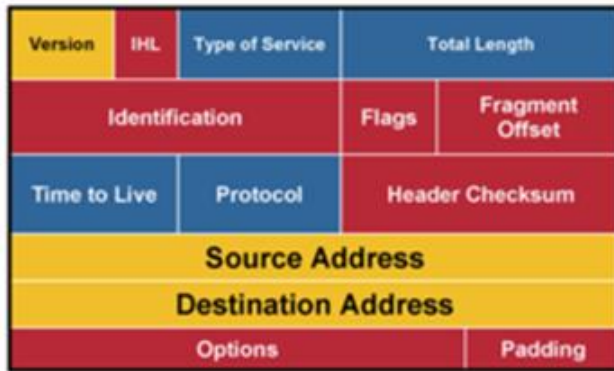 Version IHL Type of Service Total Length
Identification Flags Fragment Offset
Time to Live Protocol Header Checksum
Source Address
Destination Address
Options Padding